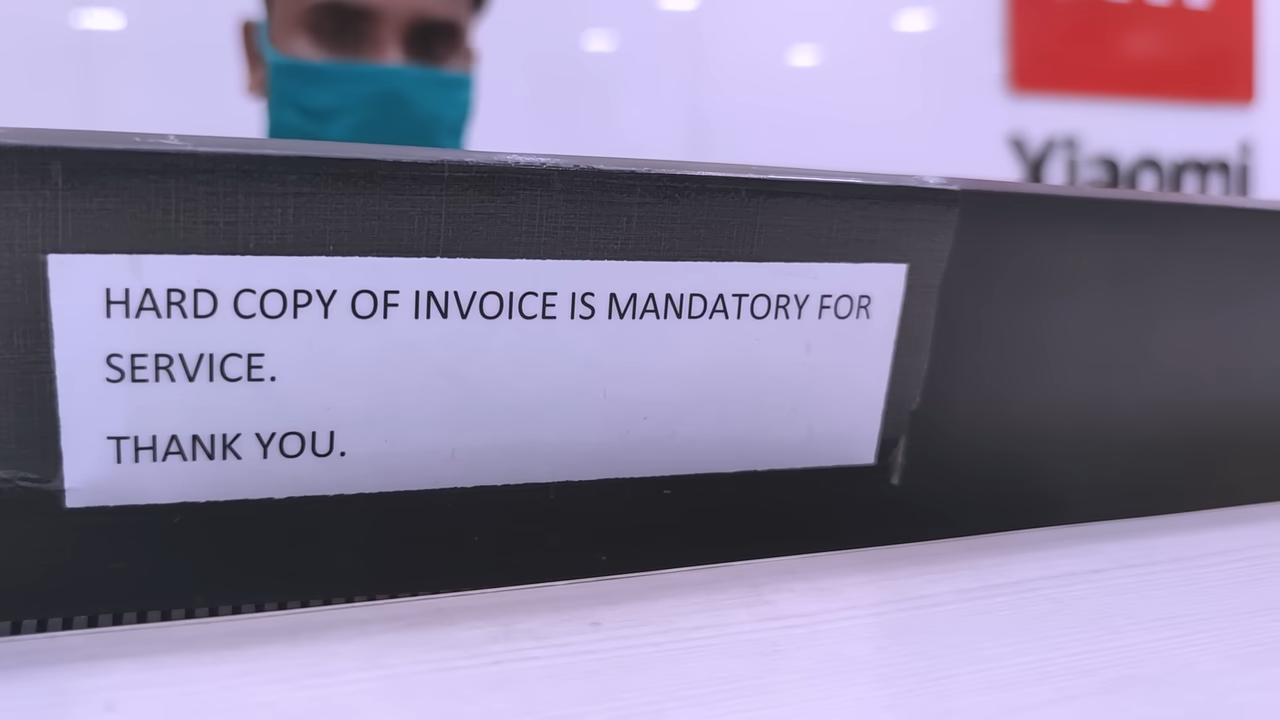 Xiaomi
HARD COPY OF INVOICE IS MANDATORY FOR
SERVICE.
THANK YOU.